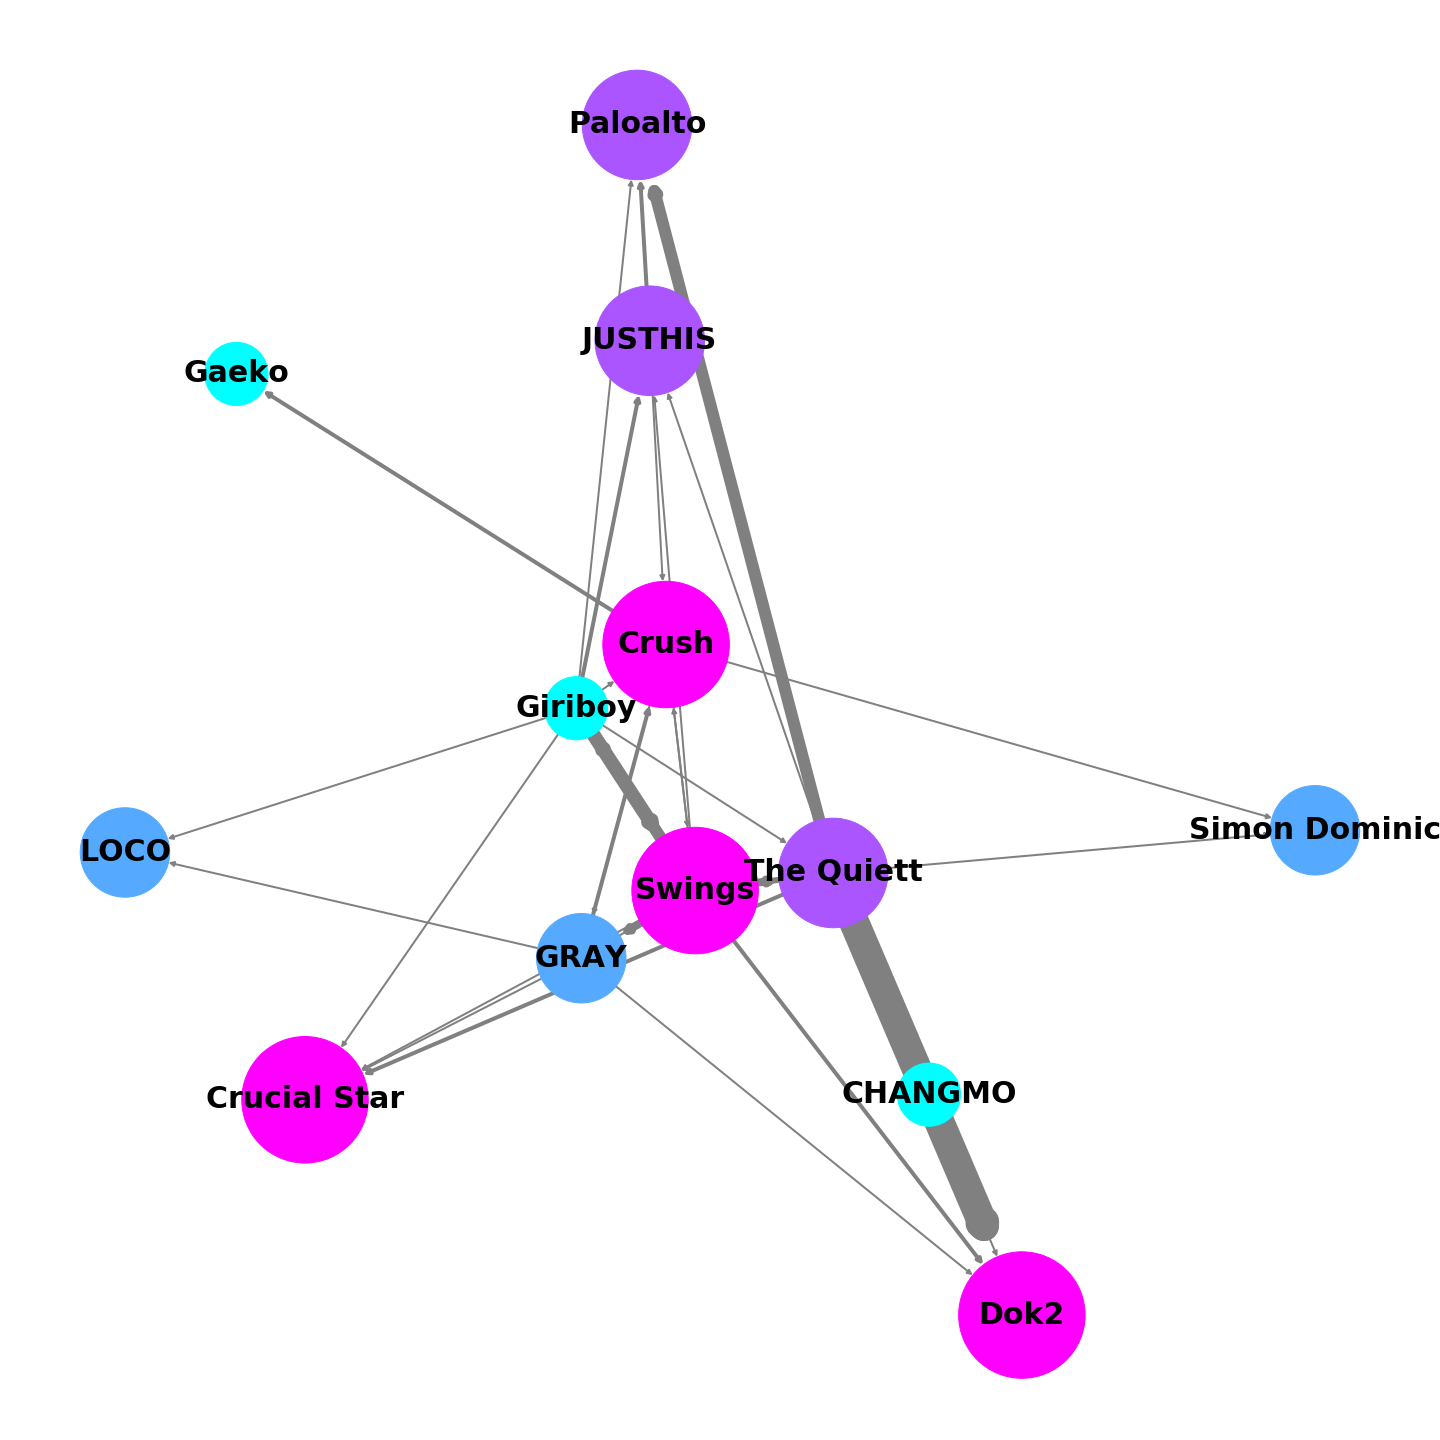 Paloalto
JUSTHIS
Gaeko
Crush
Giriboy
Simon Dominic
LOCO
The Quiett
Swings
GRAY
CHANGMO
Crucial Star
Dok2